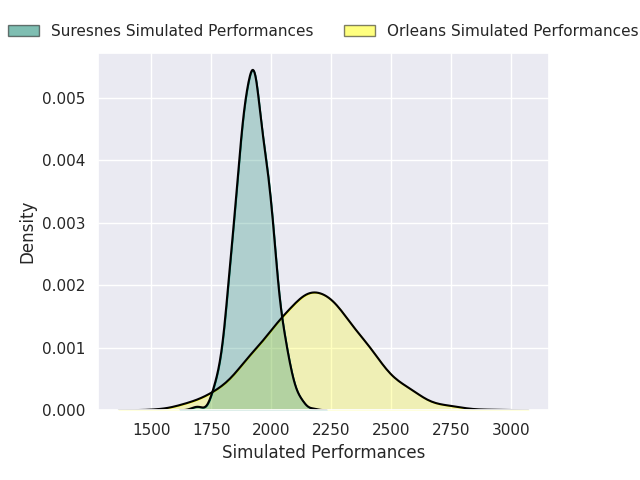 Suresnes Simulated Performances Orleans Simulated Performances
0.005
0.004
0.003
0.002
0.001
0.000
Density
1500 1750 2000 2250 2500 2750 3000
Simulated Performances